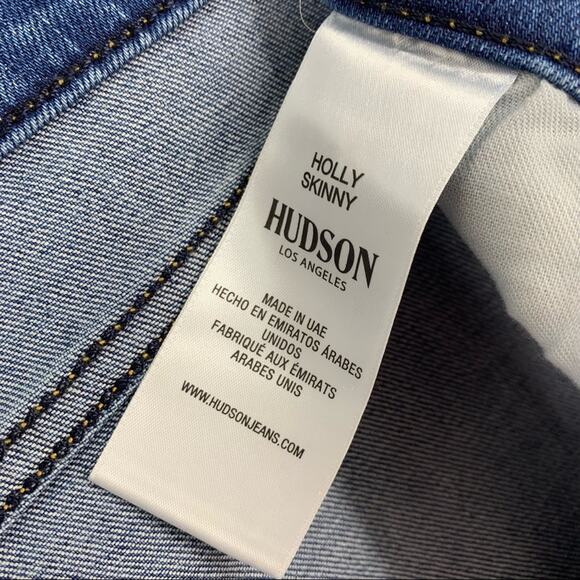 HOLLY
SKINNY
HUDSON
LOS ANGELES
MADE IN UAE
HECHO EN EMIRATOS ÁRABES
UNIDOS
FABRIQUÉ AUX ÉMIRATS
ARABES UNIS
WWW.HUDSONJEANS.COM